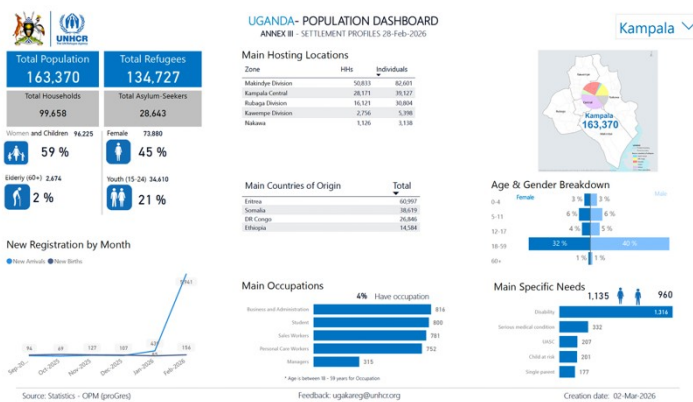 UNHCR
The UN Refugee Agency
UGANDA- POPULATION DASHBOARD
ANNEX III - SETTLEMENT PROFILES 28-Feb-2026
Kampala
Total Population
163,370
Total Refugees
134,727
Total Households
99,658
Total Asylum-Seekers
28,643
Women and Children 96,225
59 %
Female 73,880
45 %
Elderly (60+) 2,674
2 %
Youth (15-24) 34,610
21 %
Main Hosting Locations
Zone HHs Individuals
Makindye Division 50,833 82,601
Kampala Central 28,171 39,127
Rubaga Division 16,121 30,804
Kawempe Division 2,756 5,398
Nakawa 1,126 3,138
Kampala
163,370
Main Countries of Origin Total
Eritrea 60,997
Somalia 38,619
DR Congo 26,846
Ethiopia 14,584
Age & Gender Breakdown
Female Male
0-4 3 % 3 %
5-11 6 % 6 %
12-17 4 % 5 %
18-59 32 % 40 %
60+ 1 % 1 %
New Registration by Month
New Arrivals New Births
94 69 127 107 156
Sep-20... Oct-2025 Nov-2025 Dec-2025 Jan-2026 Feb-2026
Main Occupations
4% Have occupation
Business and Administration 816
Student 800
Sales Workers 781
Personal Care Workers 752
Managers 315
* Age is between 18 - 59 years for Occupation
Main Specific Needs
1,135 960
Disability 1,316
Serious medical condition 332
UASC 207
Child at risk 201
Single parent 177
Source: Statistics - OPM (proGres)
Feedback: ugakareg@unhcr.org
Creation date: 02-Mar-2026